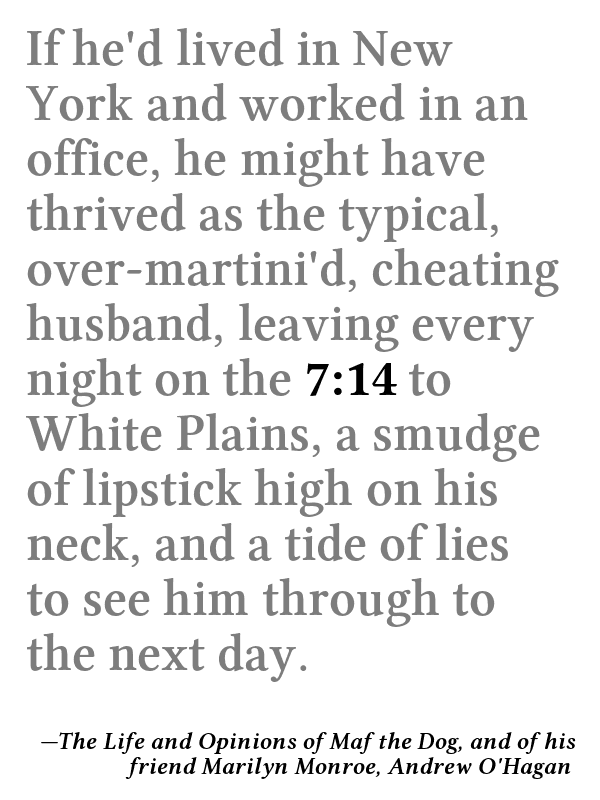 If he'd lived in New
York and worked in an
office, he might have
thrived as the typical,
over-martini'd, cheating
husband, leaving every
night on the 7:14 to
White Plains, a smudge
of lipstick high on his
neck, and a tide of lies
to see him through to
the next day.
—The Life and Opinions of Maf the Dog, and of his
friend Marilyn Monroe, Andrew O'Hagan